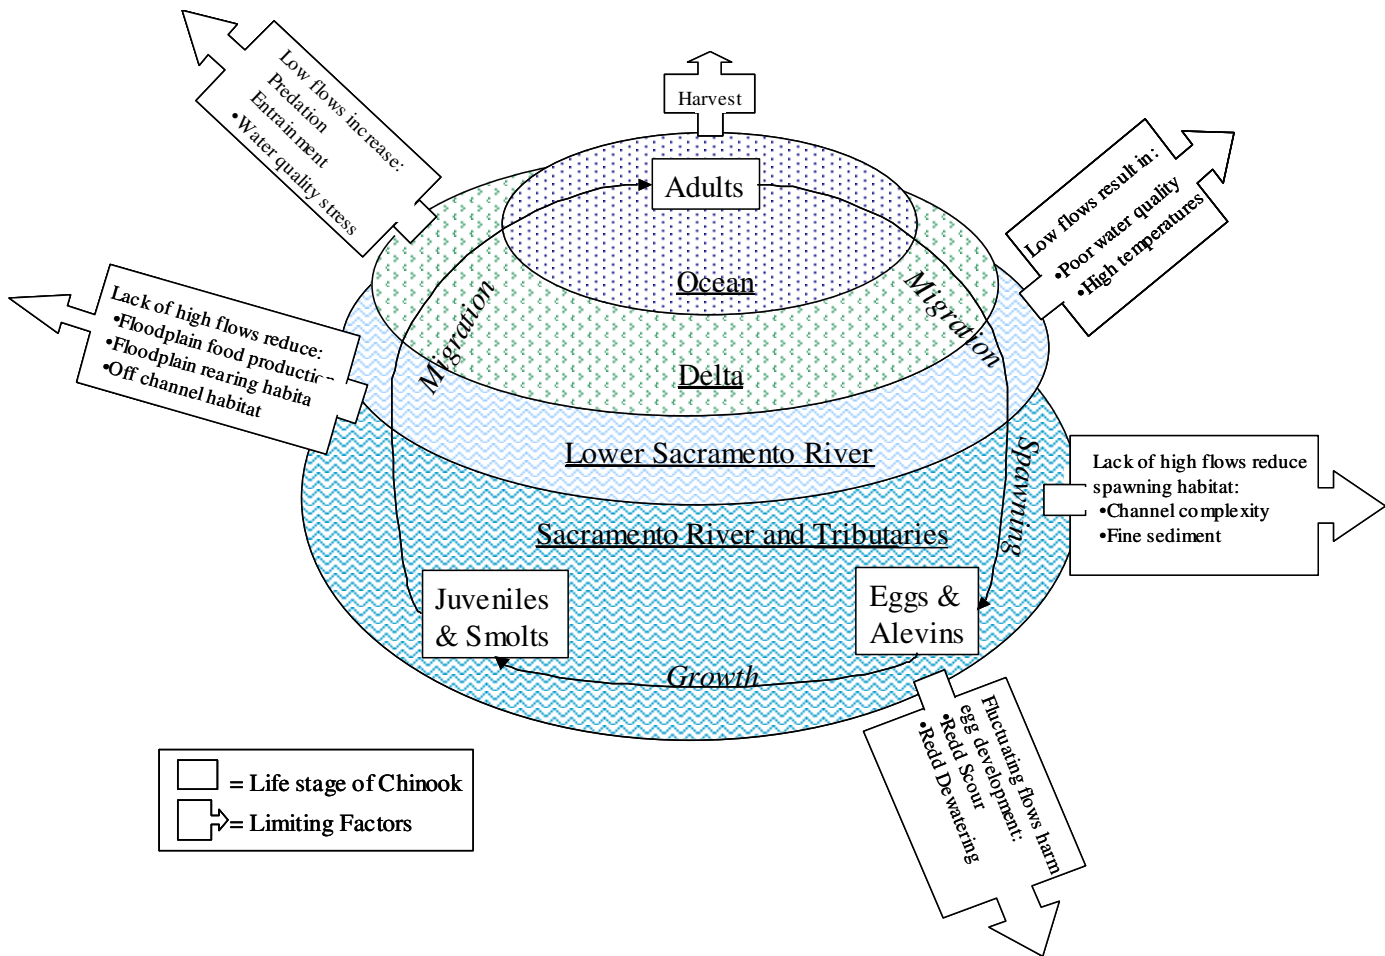 Low flows increase:
Predation
Entrainment
•Water quality stress
Harvest
Adults
Low flows result in:
•Poor water quality
•High temperatures
Ocean
Migration
Migration
Lack of high flows reduce:
•Floodplain food production
•Floodplain rearing habita
•Off channel habitat
Delta
Lower Sacramento River
Spawning
Lack of high flows reduce
spawning habitat:
•Channel complexity
•Fine sediment
Sacramento River and Tributaries
Juveniles
& Smolts
Eggs &
Alevins
Growth
Fluctuating flows harm
egg development:
•Redd Scour
•Redd Dewatering
= Life stage of Chinook
= Limiting Factors